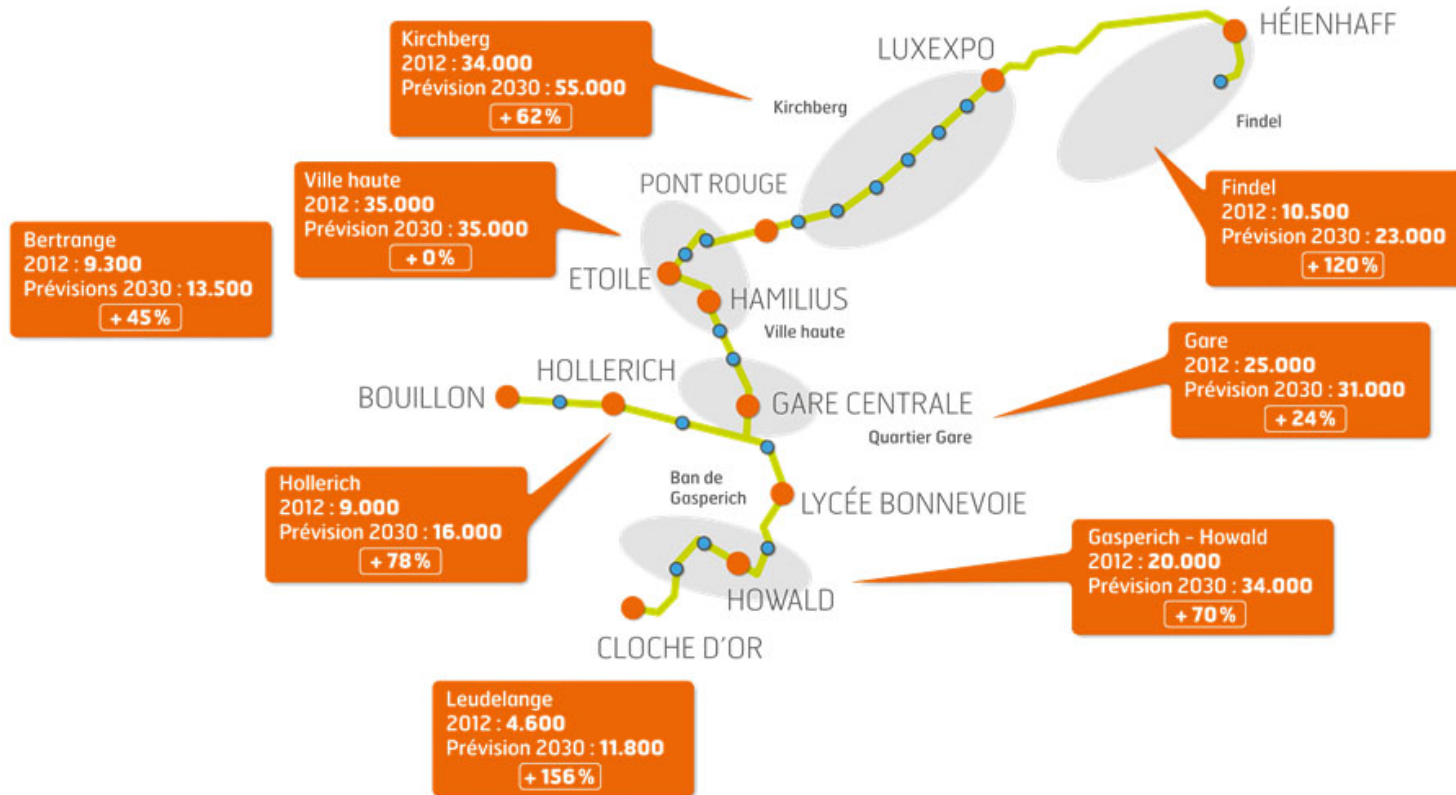 Kirchberg
2012 : 34.000
Prévision 2030 : 55.000
+ 62 %
LUXEXPO
HÉIENHAFF
Kirchberg
Findel
Ville haute
2012 : 35.000
Prévision 2030 : 35.000
+ 0 %
PONT ROUGE
Findel
2012 : 10.500
Prévision 2030 : 23.000
+ 120 %
Bertrange
2012 : 9.300
Prévisions 2030 : 13.500
+ 45 %
ETOILE
HAMILIUS
Ville haute
Gare
2012 : 25.000
Prévision 2030 : 31.000
+ 24 %
HOLLERICH
BOUILLON
GARE CENTRALE
Quartier Gare
Hollerich
2012 : 9.000
Prévision 2030 : 16.000
+ 78 %
Ban de
Gasperich
LYCÉE BONNEVOIE
Gasperich - Howald
2012 : 20.000
Prévision 2030 : 34.000
+ 70 %
HOWALD
CLOCHE D'OR
Leudelange
2012 : 4.600
Prévision 2030 : 11.800
+ 156 %